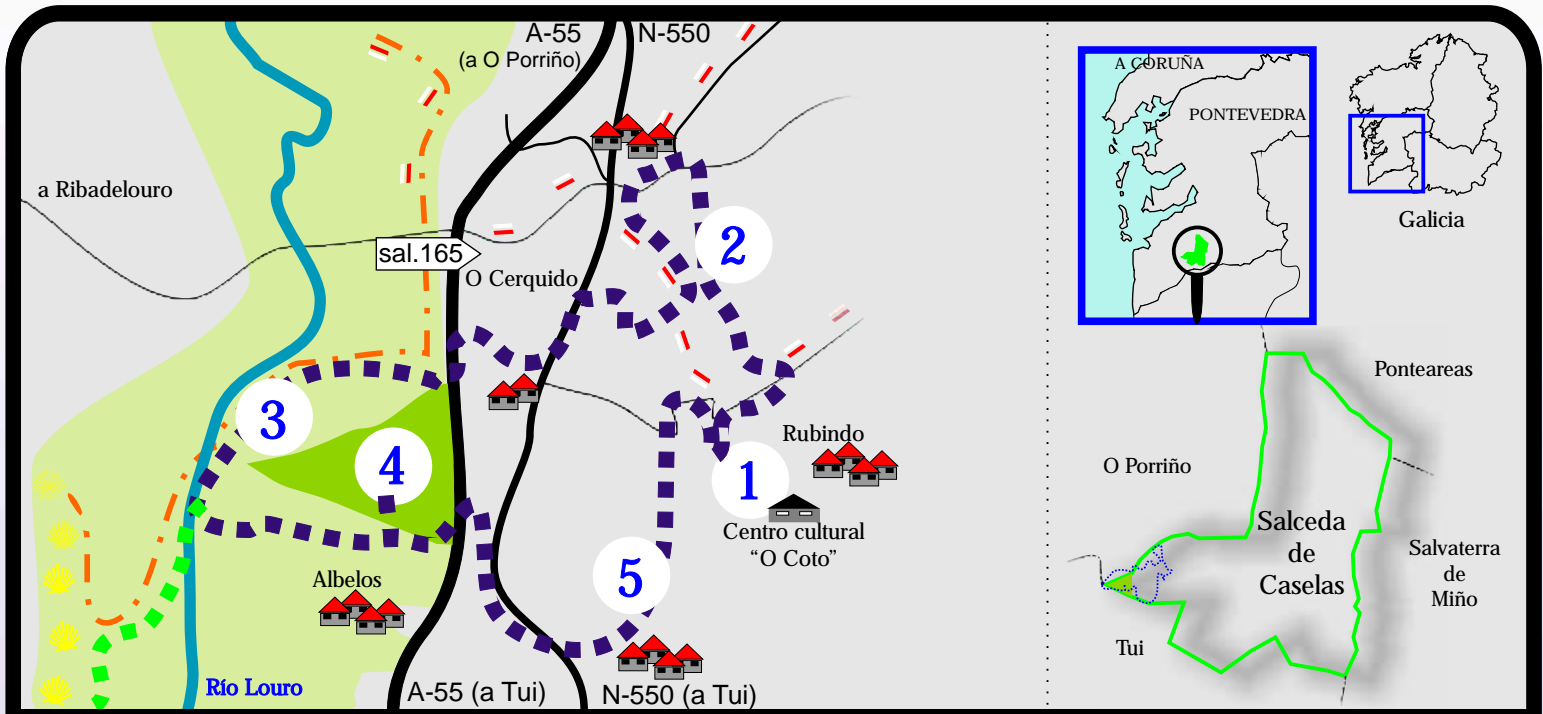 A-55
(a O Porriño)
N-550
a Ribadelouro
sal.165
O Cerquido
2
3
4
1
5
Rubindo
Centro cultural
“O Coto”
Albelos
Río Louro
A-55 (a Tui)
N-550 (a Tui)
A CORUÑA
PONTEVEDRA
Galicia
Ponteareas
O Porriño
Salceda
de
Caselas
Salvaterra
de
Miño
Tui